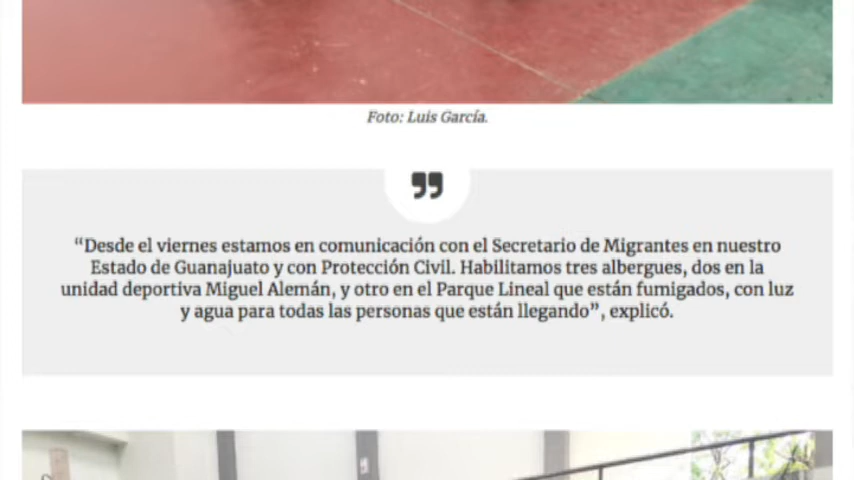 Foto: Luis García.
”
“Desde el viernes estamos en comunicación con el Secretario de Migrantes en nuestro
Estado de Guanajuato y con Protección Civil. Habilitamos tres albergues, dos en la
unidad deportiva Miguel Alemán, y otro en el Parque Lineal que están fumigados, con luz
y agua para todas las personas que están llegando”, explicó.